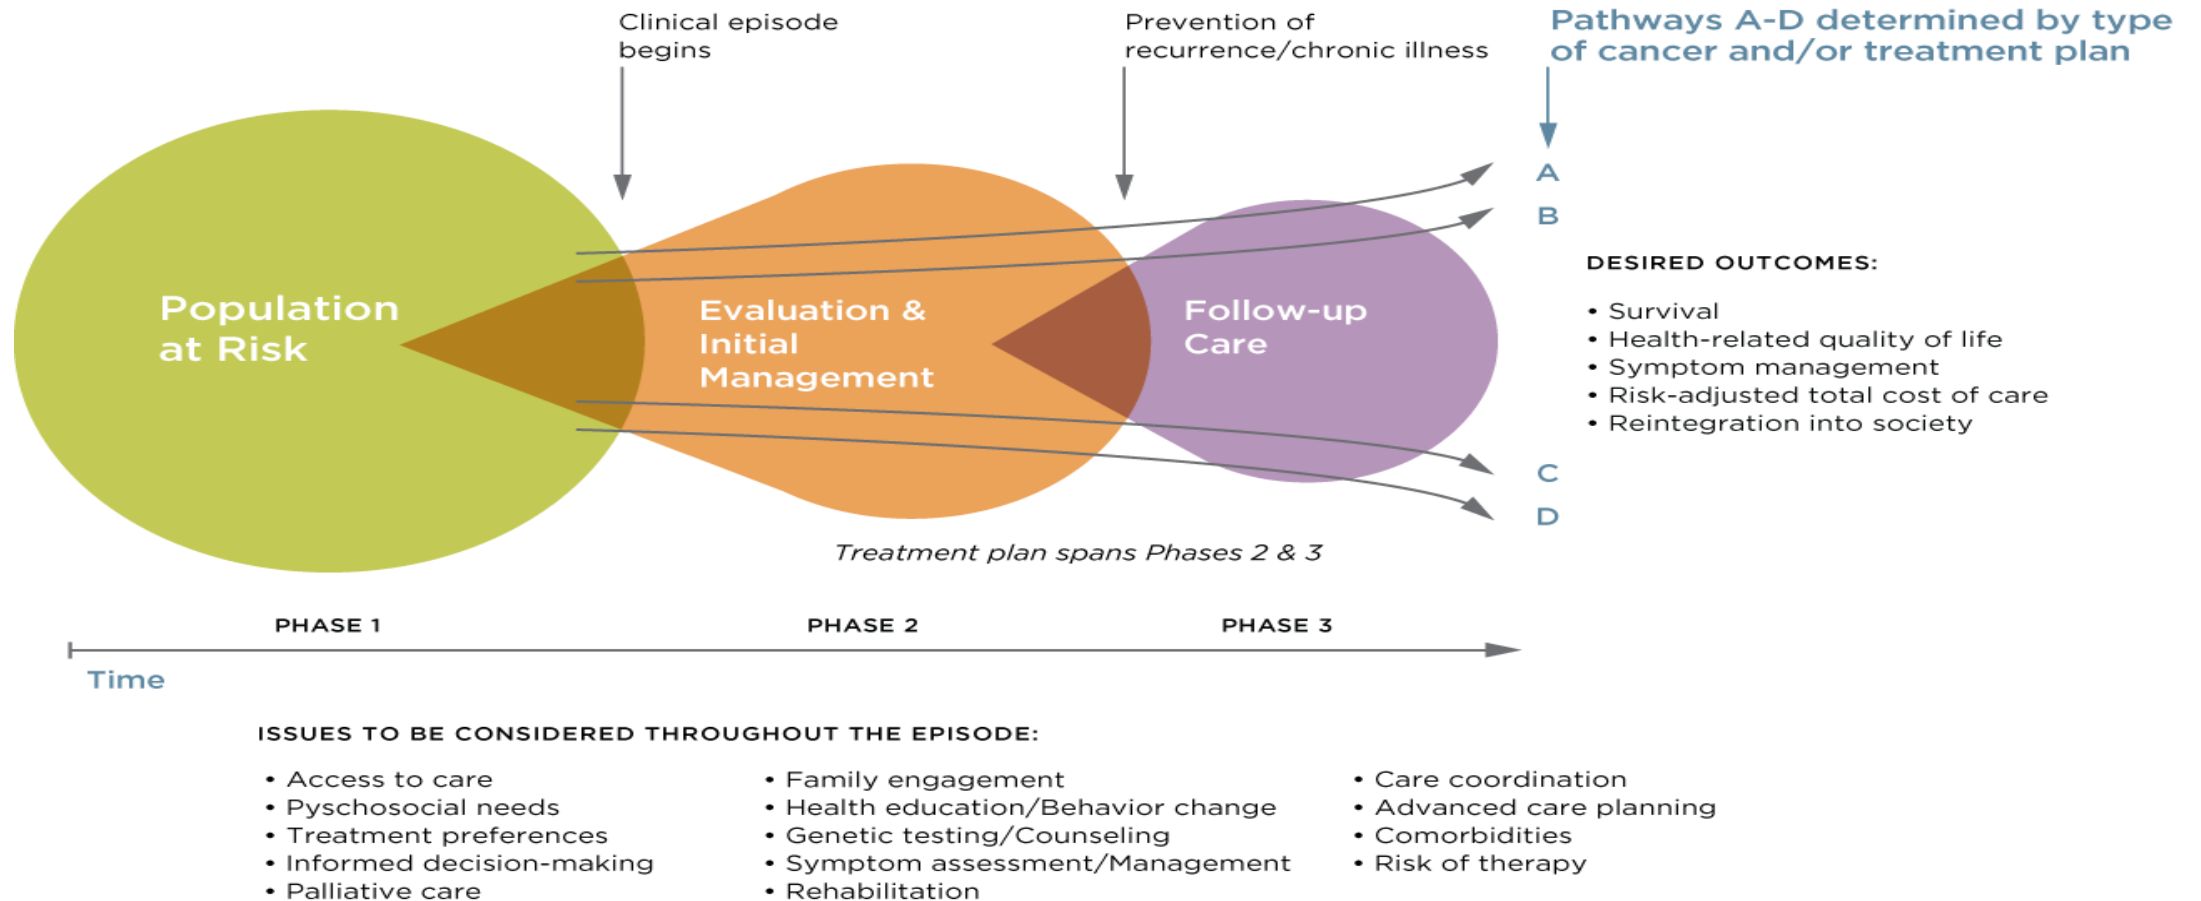 Clinical episode
begins
Prevention of
recurrence/chronic illness
Pathways A-D determined by type
of cancer and/or treatment plan
A
B
C
D
Population
at Risk
Evaluation &
Initial
Management
Follow-up
Care
DESIRED OUTCOMES:
• Survival
• Health-related quality of life
• Symptom management
• Risk-adjusted total cost of care
• Reintegration into society
Treatment plan spans Phases 2 & 3
PHASE 1
PHASE 2
PHASE 3
Time
ISSUES TO BE CONSIDERED THROUGHOUT THE EPISODE:
• Access to care
• Pyschosocial needs
• Treatment preferences
• Informed decision-making
• Palliative care
• Family engagement
• Health education/Behavior change
• Genetic testing/Counseling
• Symptom assessment/Management
• Rehabilitation
• Care coordination
• Advanced care planning
• Comorbidities
• Risk of therapy